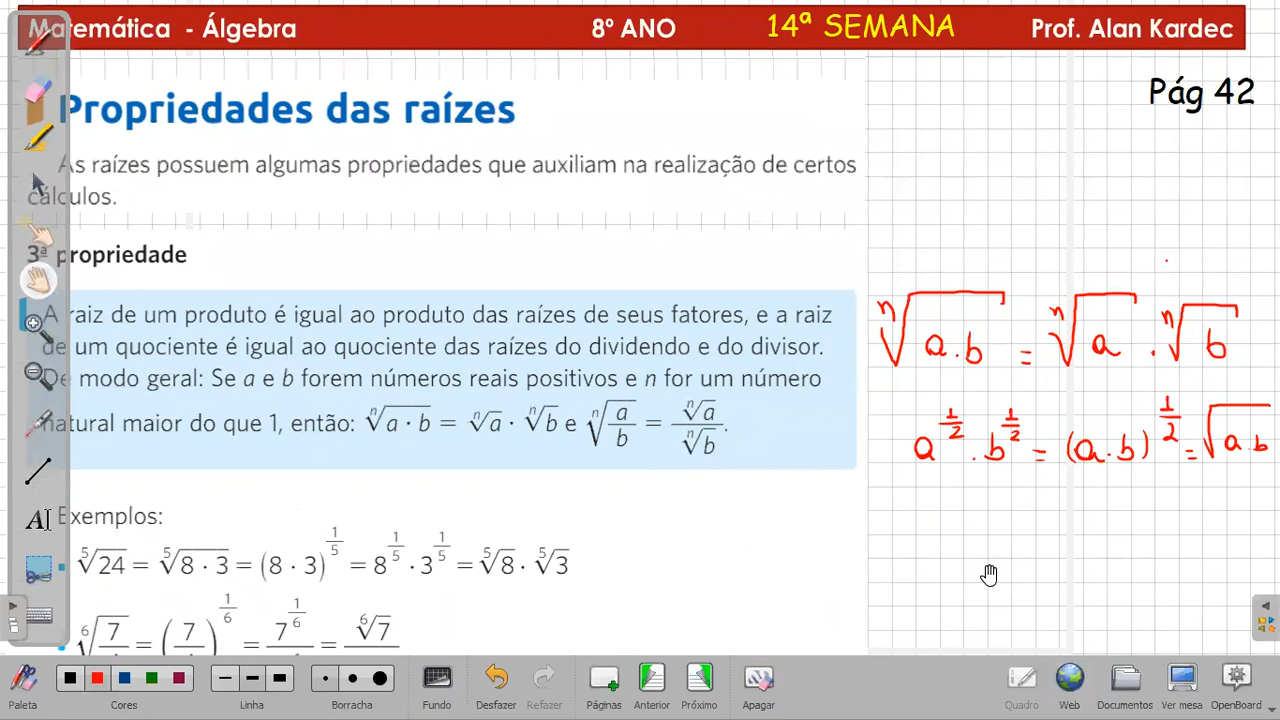 Matemática - Álgebra 8º ANO 14ª SEMANA Prof. Alan Kardec
Pág 42
Propriedades das raízes
As raízes possuem algumas propriedades que auxiliam na realização de certos
cálculos.
3ª propriedade
A raiz de um produto é igual ao produto das raízes de seus fatores, e a raiz
de um quociente é igual ao quociente das raízes do dividendo e do divisor.
De modo geral: Se a e b forem números reais positivos e n for um número
natural maior do que 1, então: ⁿ√(a · b) = ⁿ√a · ⁿ√b e ⁿ√(a/b) = ⁿ√a / ⁿ√b.
Exemplos:
⁵√24 = ⁵√(8 · 3) = (8 · 3)^(1/5) = 8^(1/5) · 3^(1/5) = ⁵√8 · ⁵√3
ⁿ√(a.b) = ⁿ√a . ⁿ√b
a^(1/2) . b^(1/2) = (a.b)^(1/2) = √(a.b)
Paleta Cores Linha Borracha Fundo Desfazer Refazer Páginas Anterior Próximo Apagar Quadro Web Documentos Ver mesa OpenBoard